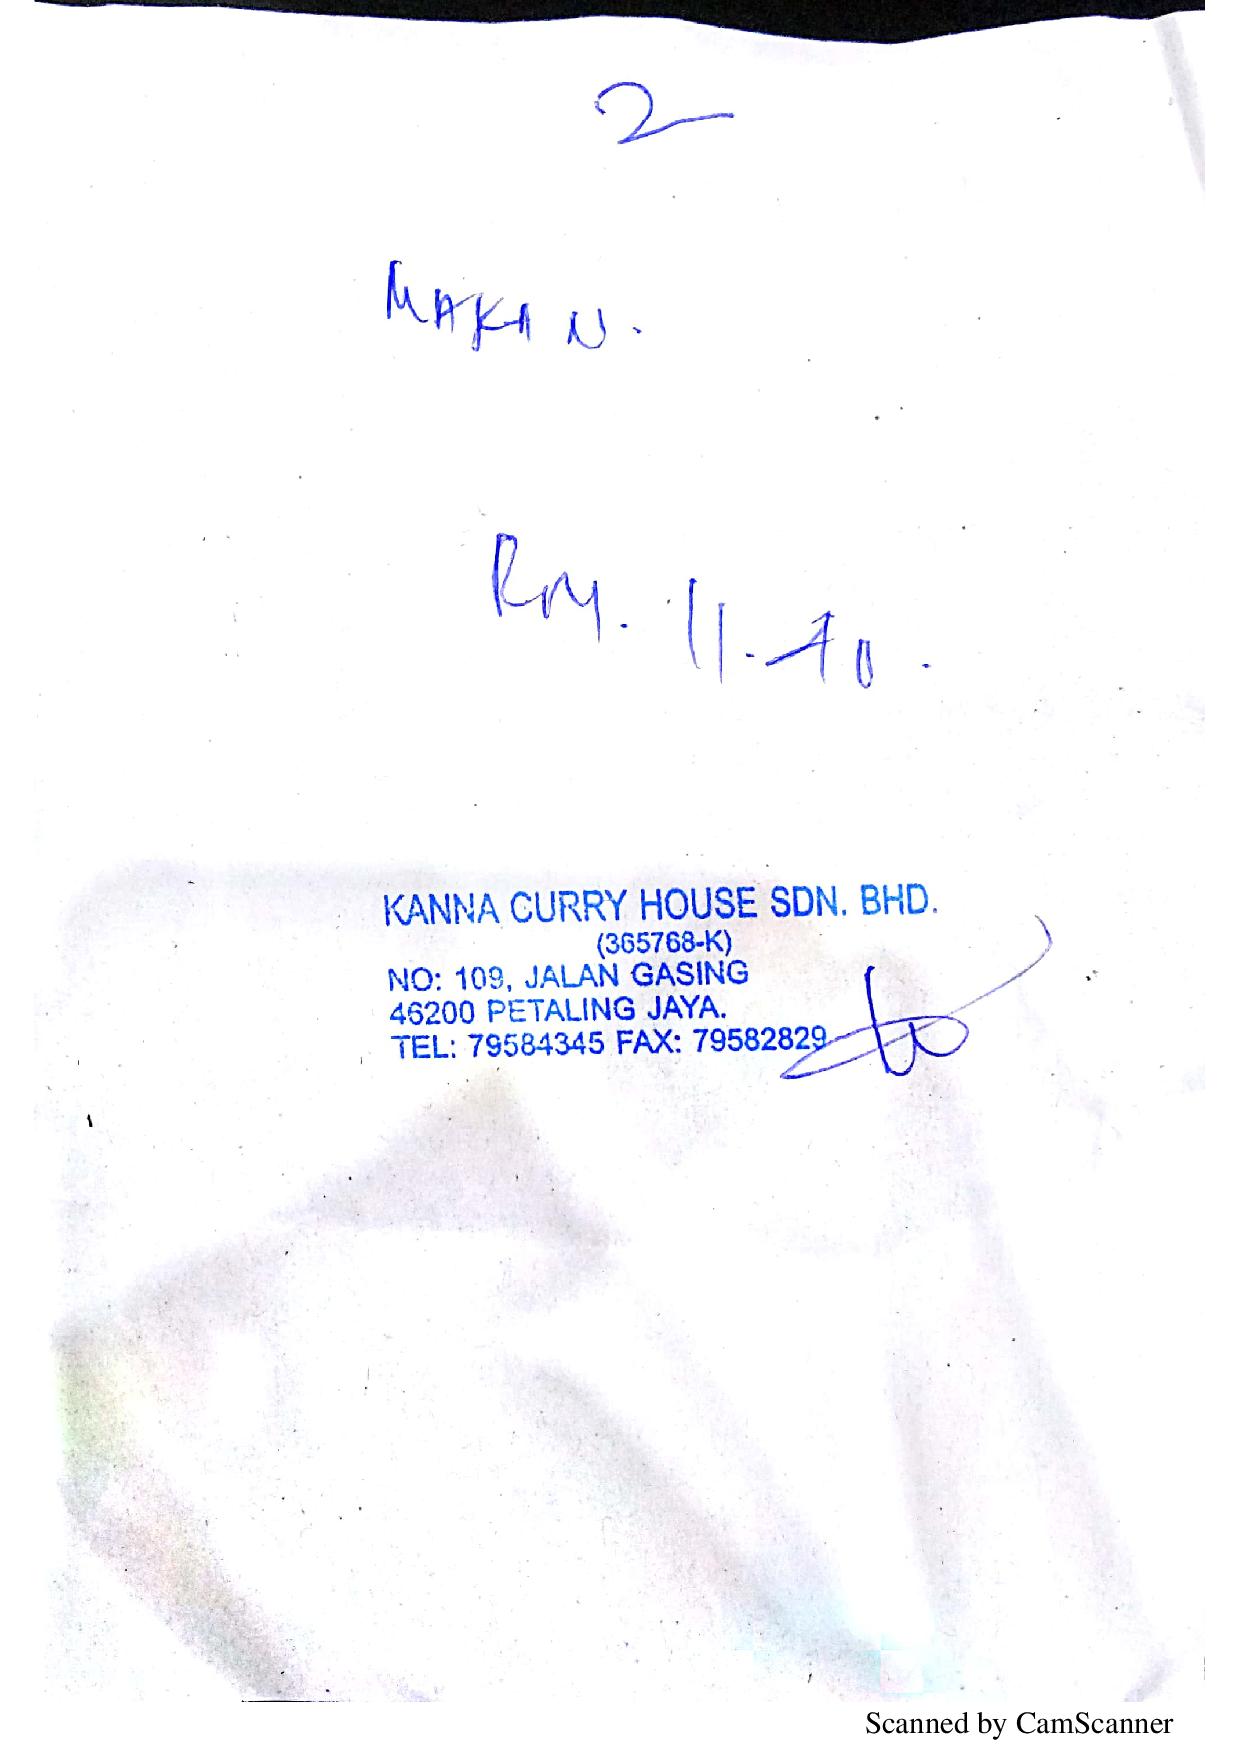 2
MAKAN.
RM. 11.40.
KANNA CURRY HOUSE SDN. BHD.
(365768-K)
NO: 109, JALAN GASING
46200 PETALING JAYA.
TEL: 79584345 FAX: 79582829
Scanned by CamScanner